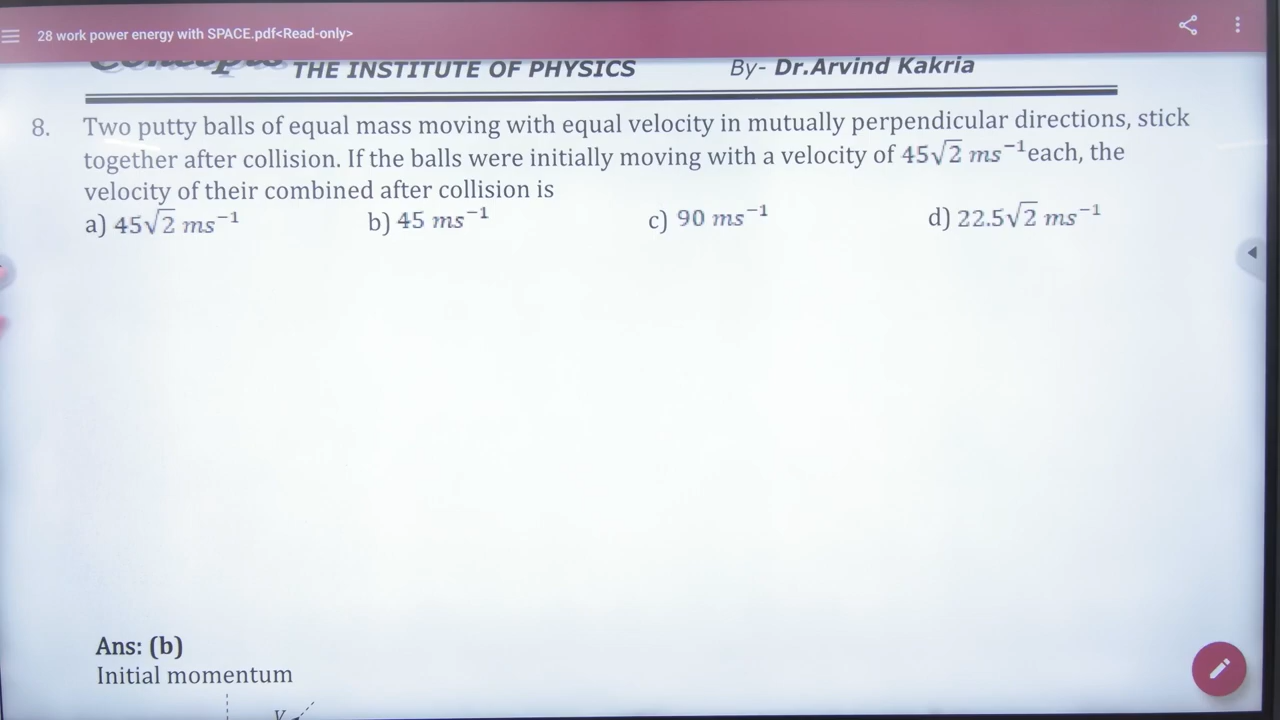 28 work power energy with SPACE.pdf<Read-only>
Concepts THE INSTITUTE OF PHYSICS By- Dr.Arvind Kakria
8. Two putty balls of equal mass moving with equal velocity in mutually perpendicular directions, stick
together after collision. If the balls were initially moving with a velocity of 45√2 ms⁻¹each, the
velocity of their combined after collision is
a) 45√2 ms⁻¹ b) 45 ms⁻¹ c) 90 ms⁻¹ d) 22.5√2 ms⁻¹
Ans: (b)
Initial momentum
V